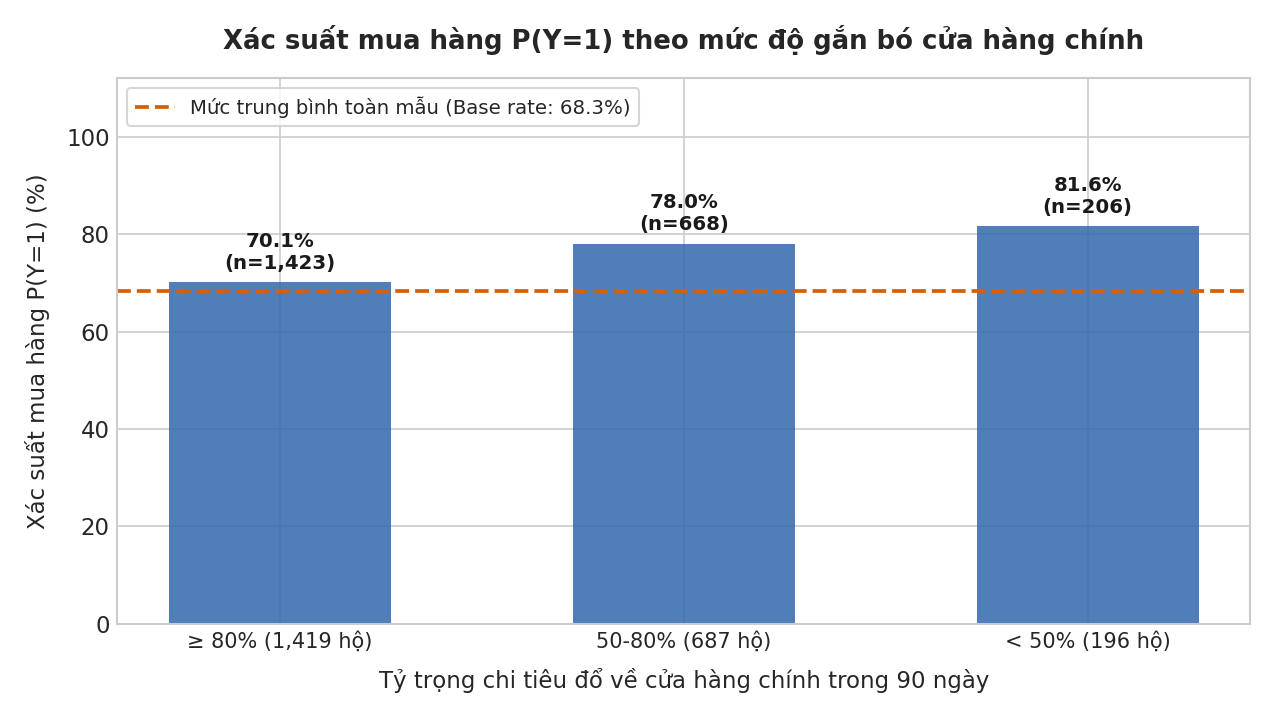 Xác suất mua hàng P(Y=1) theo mức độ gắn bó cửa hàng chính
Mức trung bình toàn mẫu (Base rate: 68.3%)
Xác suất mua hàng P(Y=1) (%)
100
80
60
40
20
0
70.1%
(n=1,423)
78.0%
(n=668)
81.6%
(n=206)
≥ 80% (1,419 hộ)
50-80% (687 hộ)
< 50% (196 hộ)
Tỷ trọng chi tiêu đổ về cửa hàng chính trong 90 ngày